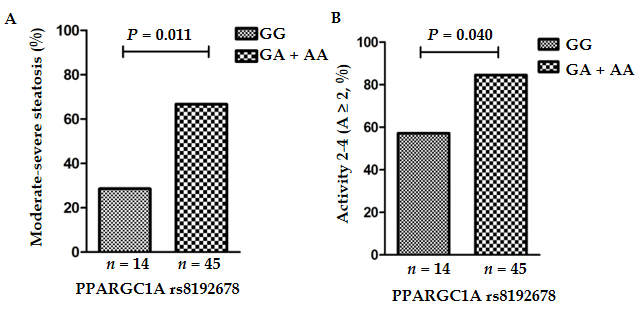 A
P = 0.011
GG
GA + AA
Moderate-severe steatosis (%)
100
80
60
40
20
0
n = 14
n = 45
PPARGC1A rs8192678
B
P = 0.040
GG
GA + AA
Activity 2-4 (A ≥ 2, %)
100
80
60
40
20
0
n = 14
n = 45
PPARGC1A rs8192678